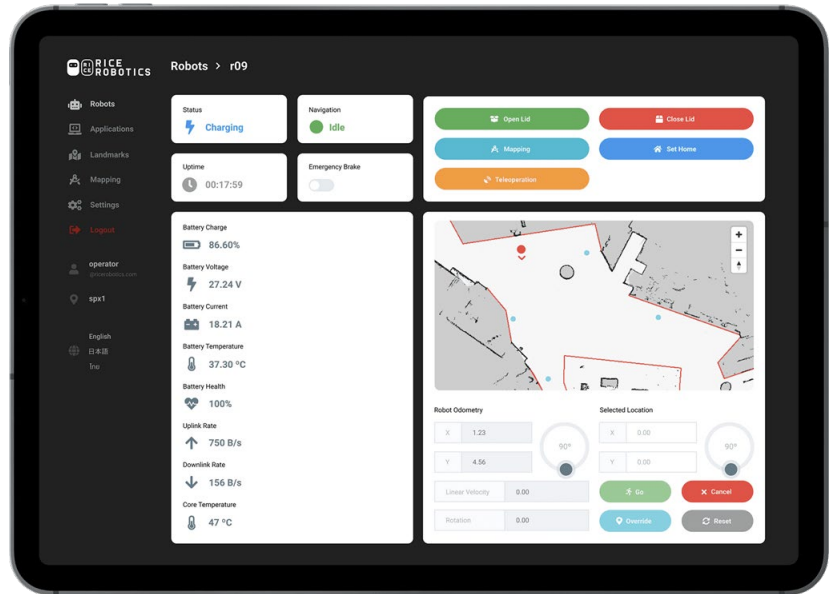 RICE
ROBOTICS
Robots > r09
Robots
Applications
Landmarks
Mapping
Settings
Logout
operator
spx1
English
日本語
Status
Charging
Navigation
Idle
Uptime
00:17:59
Emergency Brake
Open Lid
Close Lid
Mapping
Set Home
Teleoperation
Battery Charge
86.60%
Battery Voltage
27.24 V
Battery Current
18.21 A
Battery Temperature
37.30 ºC
Battery Health
100%
Uplink Rate
750 B/s
Downlink Rate
156 B/s
Core Temperature
47 ºC
Robot Odometry
X 1.23
Y 4.56
90°
Linear Velocity 0.00
Rotation 0.00
Selected Location
X 0.00
Y 0.00
90°
Go
Cancel
Override
Reset